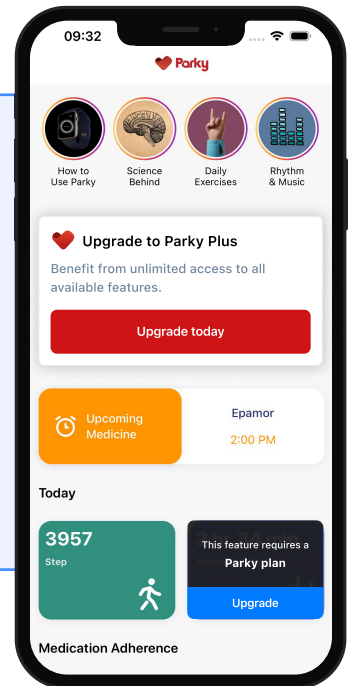 09:32
Parky
How to
Use Parky
Science
Behind
Daily
Exercises
Rhythm
& Music
Upgrade to Parky Plus
Benefit from unlimited access to all
available features.
Upgrade today
Upcoming
Medicine
Epamor
2:00 PM
Today
3957
Step
This feature requires a
Parky plan
Upgrade
Medication Adherence